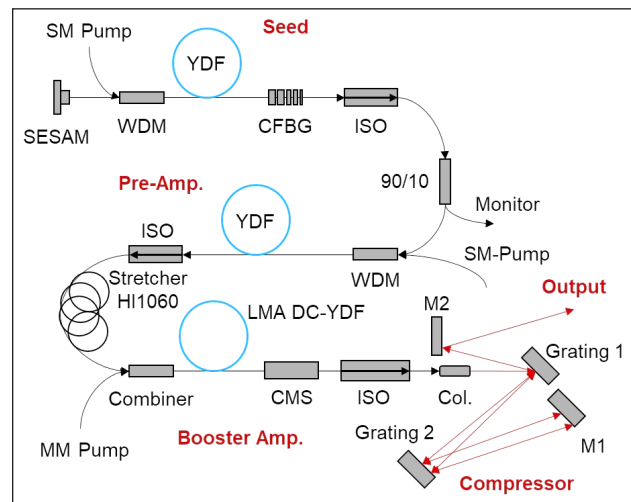 SM Pump
Seed
YDF
SESAM
WDM
CFBG
ISO
90/10
Pre-Amp.
Monitor
YDF
ISO
SM-Pump
WDM
Stretcher
HI1060
Output
M2
LMA DC-YDF
Grating 1
Combiner
CMS
ISO
Col.
MM Pump
Booster Amp.
Grating 2
M1
Compressor